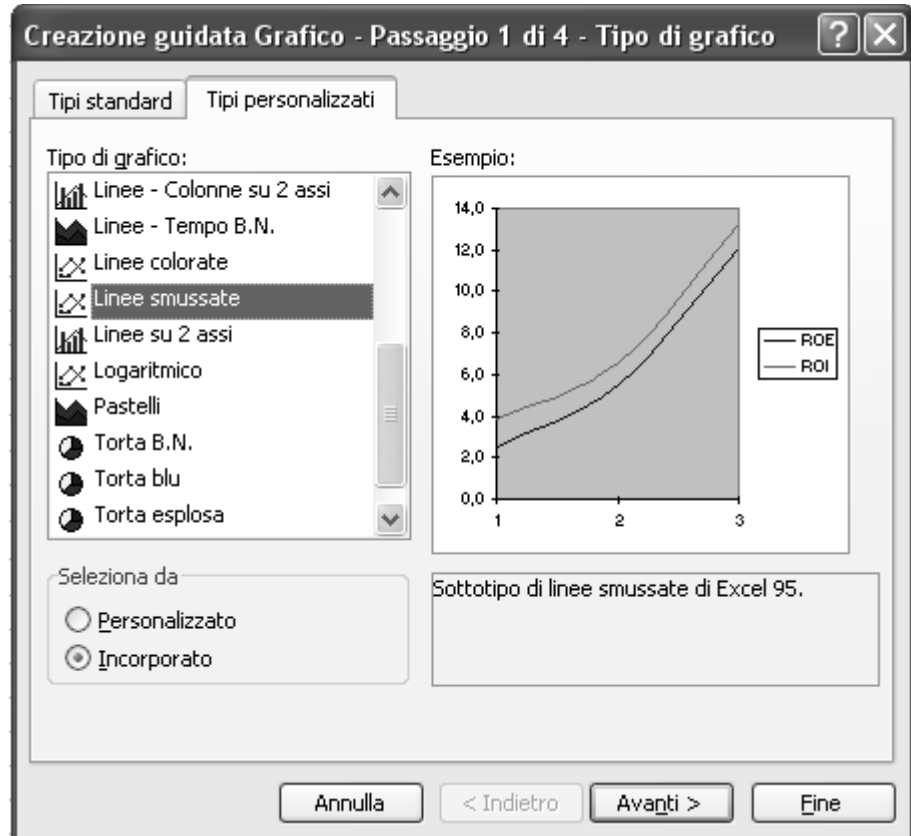 Creazione guidata Grafico - Passaggio 1 di 4 - Tipo di grafico
Tipi standard
Tipi personalizzati
Tipo di grafico:
Linee - Colonne su 2 assi
Linee - Tempo B.N.
Linee colorate
Linee smussate
Linee su 2 assi
Logaritmico
Pastelli
Torta B.N.
Torta blu
Torta esplosa
Esempio:
14,0
12,0
10,0
8,0
6,0
4,0
2,0
0,0
1 2 3
ROE
ROI
Seleziona da
Personalizzato
Incorporato
Sottotipo di linee smussate di Excel 95.
Annulla
< Indietro
Avanti >
Fine